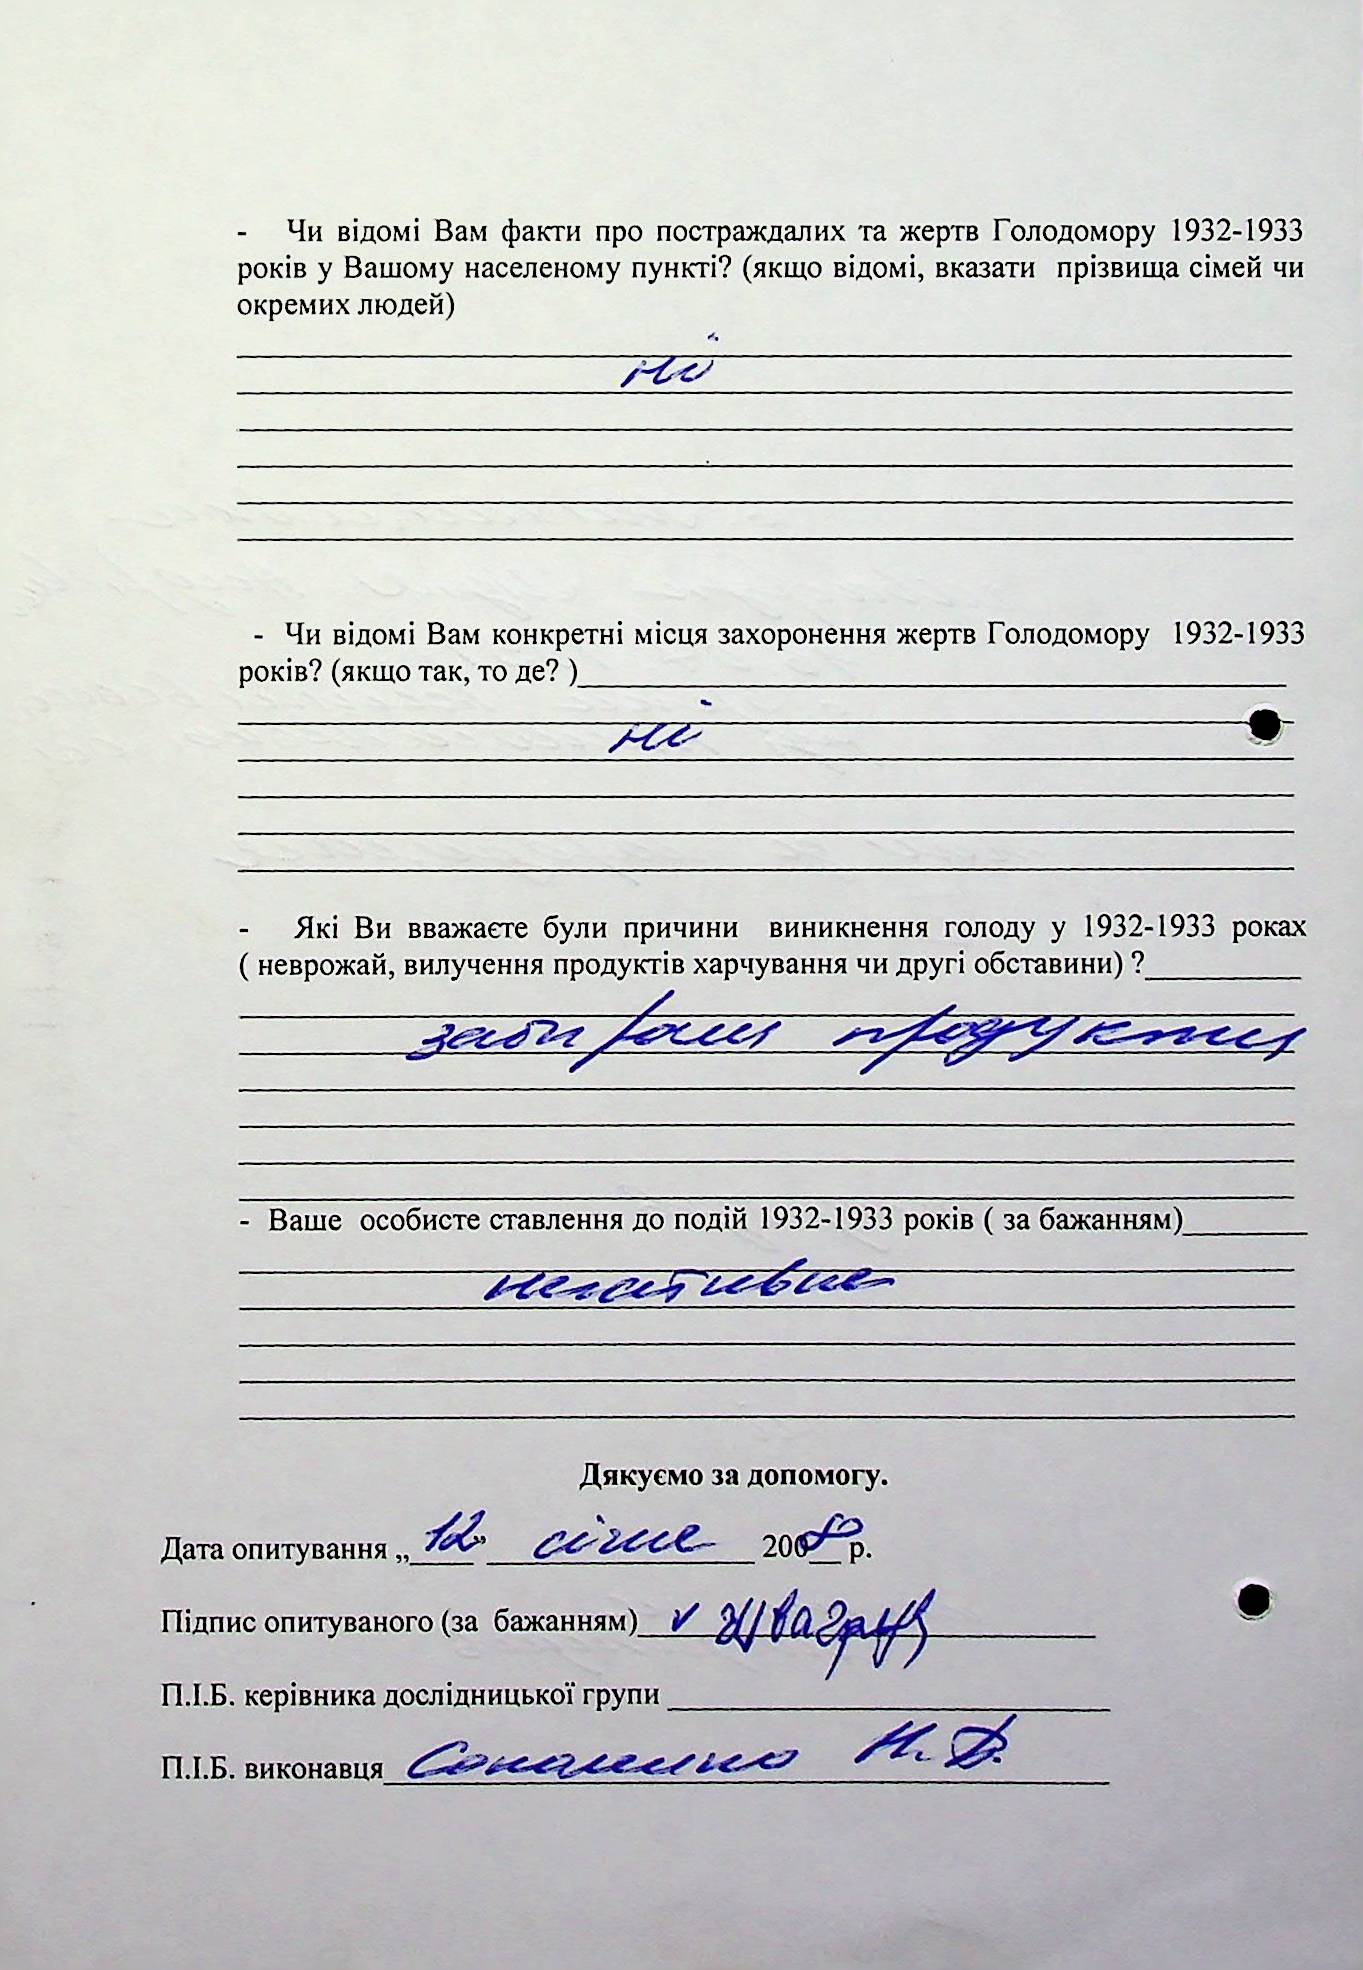 - Чи відомі Вам факти про постраждалих та жертв Голодомору 1932-1933
років у Вашому населеному пункті? (якщо відомі, вказати прізвища сімей чи
окремих людей)
ні
- Чи відомі Вам конкретні місця захоронення жертв Голодомору 1932-1933
років? (якщо так, то де? )
ні
- Які Ви вважаєте були причини виникнення голоду у 1932-1933 роках
( неврожай, вилучення продуктів харчування чи другі обставини) ?
забирали продукти
- Ваше особисте ставлення до подій 1932-1933 років ( за бажанням)
негативне
Дякуємо за допомогу.
Дата опитування „12” січня 2008 р.
Підпис опитуваного (за бажанням) v
П.І.Б. керівника дослідницької групи
П.І.Б. виконавця